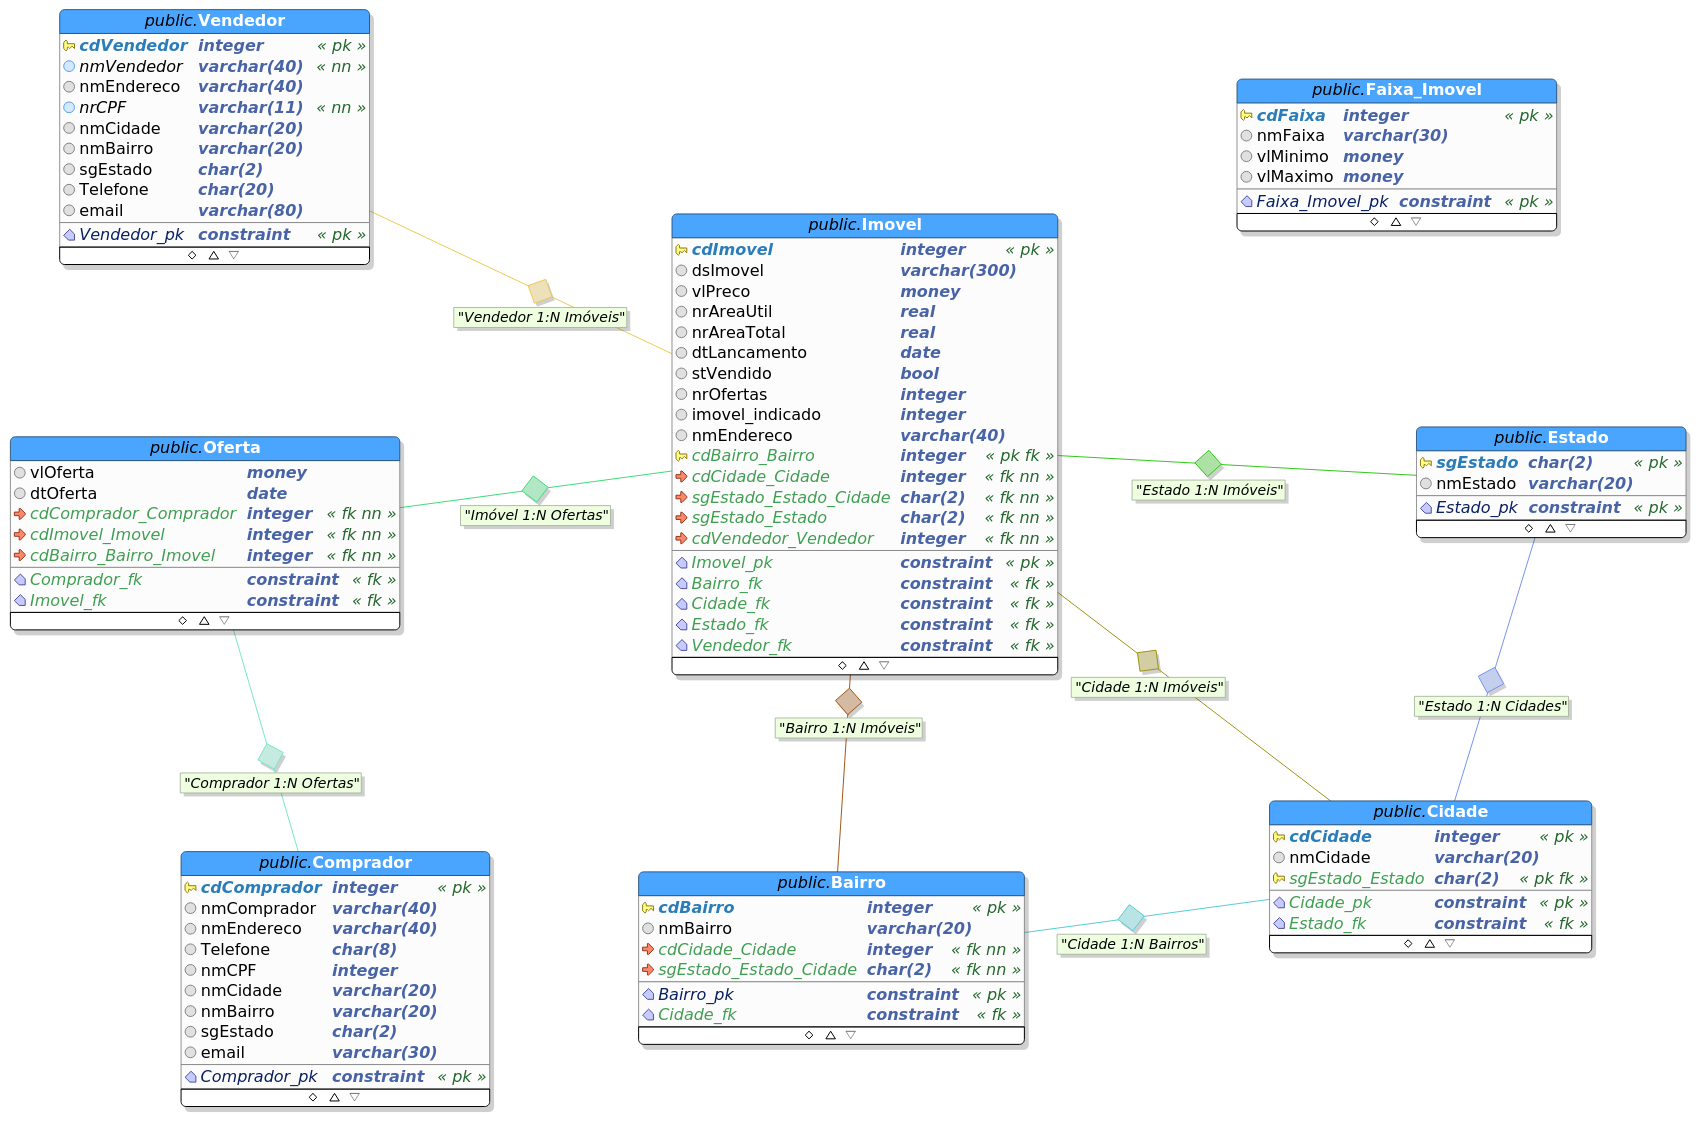 public.Vendedor
cdVendedor integer « pk »
nmVendedor varchar(40) « nn »
nmEndereco varchar(40)
nrCPF varchar(11) « nn »
nmCidade varchar(20)
nmBairro varchar(20)
sgEstado char(2)
Telefone char(20)
email varchar(80)
Vendedor_pk constraint « pk »
public.Faixa_Imovel
cdFaixa integer « pk »
nmFaixa varchar(30)
vlMinimo money
vlMaximo money
Faixa_Imovel_pk constraint « pk »
public.Imovel
cdImovel integer « pk »
dsImovel varchar(300)
vlPreco money
nrAreaUtil real
nrAreaTotal real
dtLancamento date
stVendido bool
nrOfertas integer
imovel_indicado integer
nmEndereco varchar(40)
cdBairro_Bairro integer « pk fk »
cdCidade_Cidade integer « fk nn »
sgEstado_Estado_Cidade char(2) « fk nn »
sgEstado_Estado char(2) « fk nn »
cdVendedor_Vendedor integer « fk nn »
Imovel_pk constraint « pk »
Bairro_fk constraint « fk »
Cidade_fk constraint « fk »
Estado_fk constraint « fk »
Vendedor_fk constraint « fk »
"Vendedor 1:N Imóveis"
public.Oferta
vlOferta money
dtOferta date
cdComprador_Comprador integer « fk nn »
cdImovel_Imovel integer « fk nn »
cdBairro_Bairro_Imovel integer « fk nn »
Comprador_fk constraint « fk »
Imovel_fk constraint « fk »
"Imóvel 1:N Ofertas"
"Estado 1:N Imóveis"
public.Estado
sgEstado char(2) « pk »
nmEstado varchar(20)
Estado_pk constraint « pk »
"Cidade 1:N Imóveis"
"Estado 1:N Cidades"
"Bairro 1:N Imóveis"
"Comprador 1:N Ofertas"
public.Comprador
cdComprador integer « pk »
nmComprador varchar(40)
nmEndereco varchar(40)
Telefone char(8)
nmCPF integer
nmCidade varchar(20)
nmBairro varchar(20)
sgEstado char(2)
email varchar(30)
Comprador_pk constraint « pk »
public.Bairro
cdBairro integer « pk »
nmBairro varchar(20)
cdCidade_Cidade integer « fk nn »
sgEstado_Estado_Cidade char(2) « fk nn »
Bairro_pk constraint « pk »
Cidade_fk constraint « fk »
"Cidade 1:N Bairros"
public.Cidade
cdCidade integer « pk »
nmCidade varchar(20)
sgEstado_Estado char(2) « pk fk »
Cidade_pk constraint « pk »
Estado_fk constraint « fk »